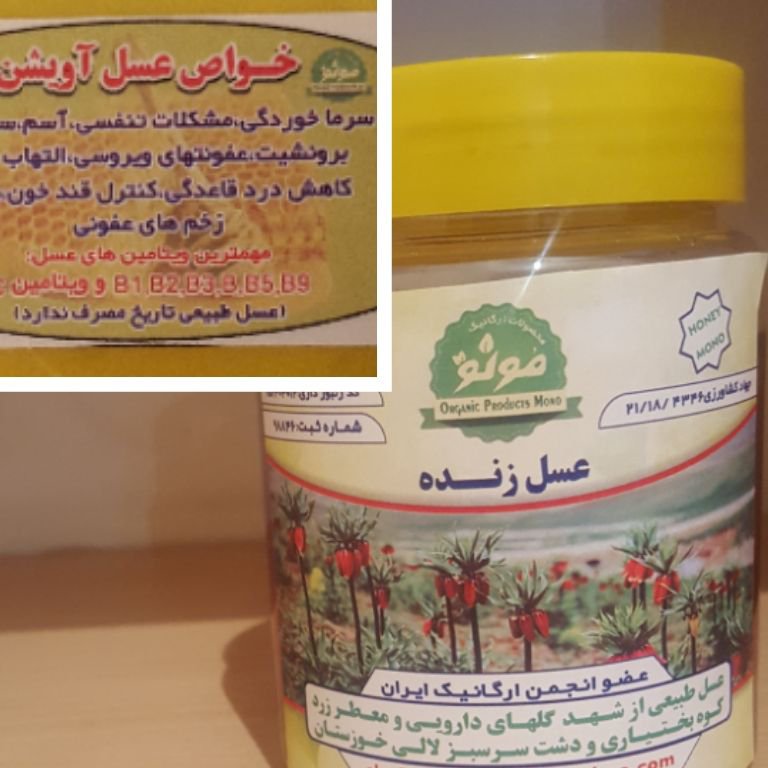 خواص عسل آویشن
مونو
سرما خوردگی،مشکلات تنفسی،آسم،
برونشیت،عفونتهای ویروسی،التهاب
کاهش درد قاعدگی،کنترل قند خون،
زخم های عفونی
مهمترین ویتامین های عسل:
B1,B2,B3,B,B5,B9 و ویتامین
(عسل طبیعی تاریخ مصرف ندارد)
محصولات ارگانیک
مونو
ORGANIC PRODUCTS MONO
HONEY
MONO
جهاد کشاورزی ۴۳۴۶ /۲۱/۱۸
شماره ثبت:۹۸۸۴۶
عسل زنده
عضو انجمن ارگانیک ایران
عسل طبیعی از شهد گلهای دارویی و معطر زرد
کوه بختیاری و دشت سرسبز لالی خوزستان